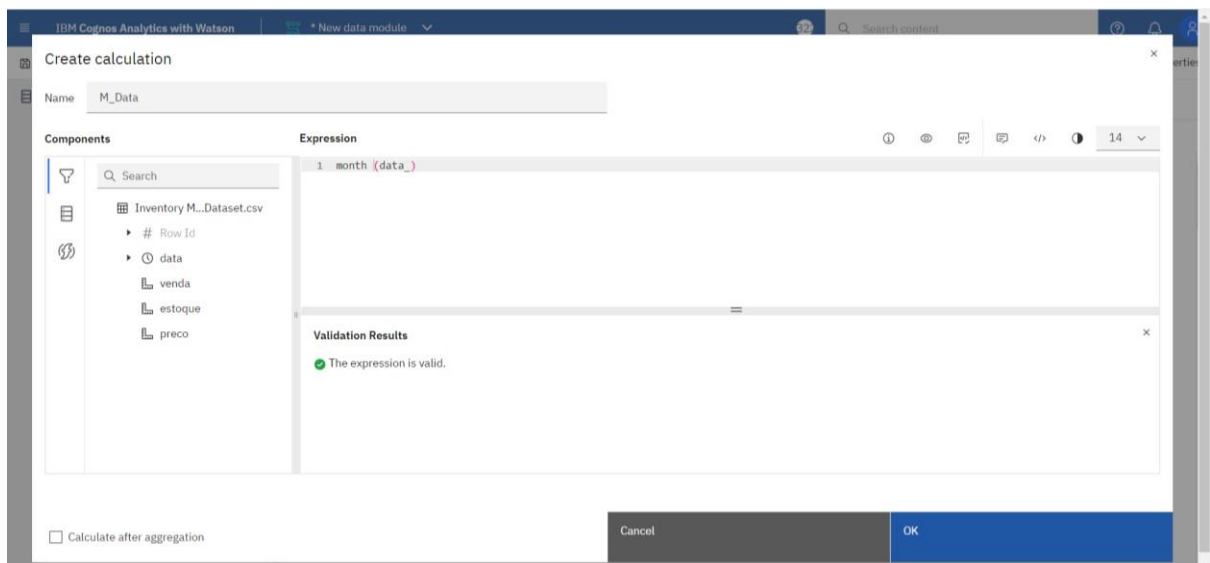 IBM Cognos Analytics with Watson
* New data module
Search content
erties
Create calculation
Name
M_Data
Components
Expression
14
Search
1 month (data_)
Inventory M...Dataset.csv
# Row Id
data
venda
estoque
preco
Validation Results
The expression is valid.
Calculate after aggregation
Cancel
OK